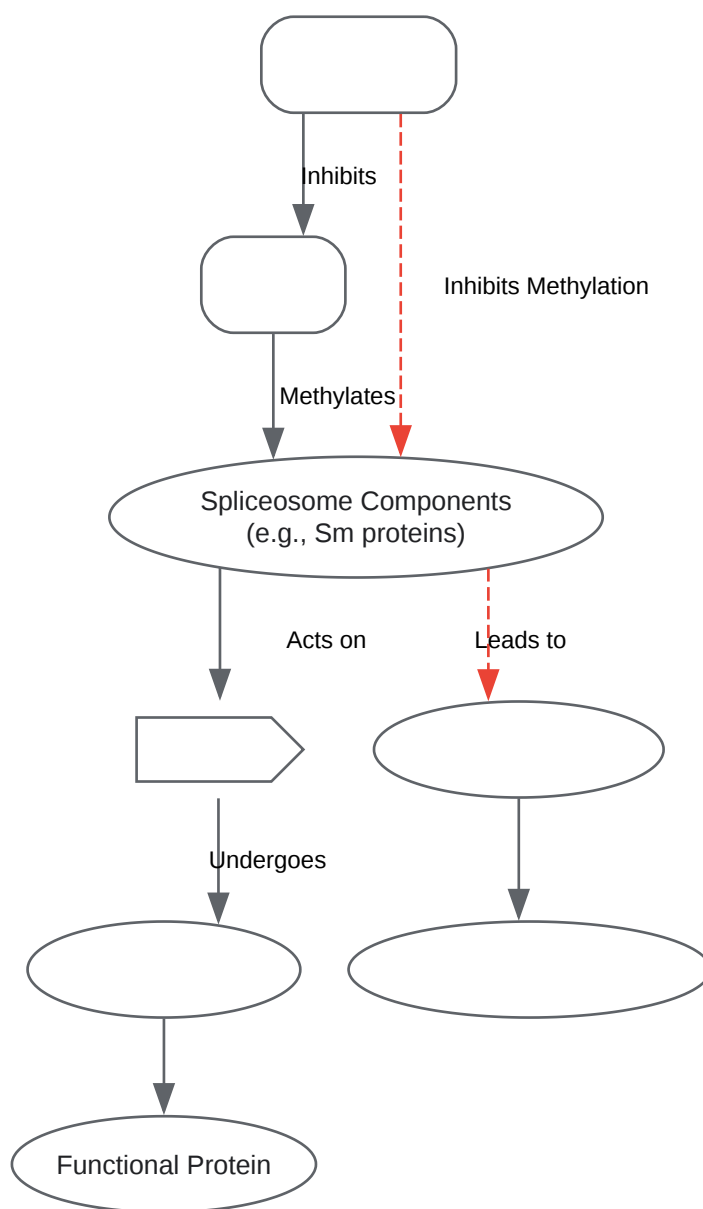 Inhibits
Inhibits Methylation
Methylates
Spliceosome Components
(e.g., Sm proteins)
Acts on
Leads to
Undergoes
Functional Protein